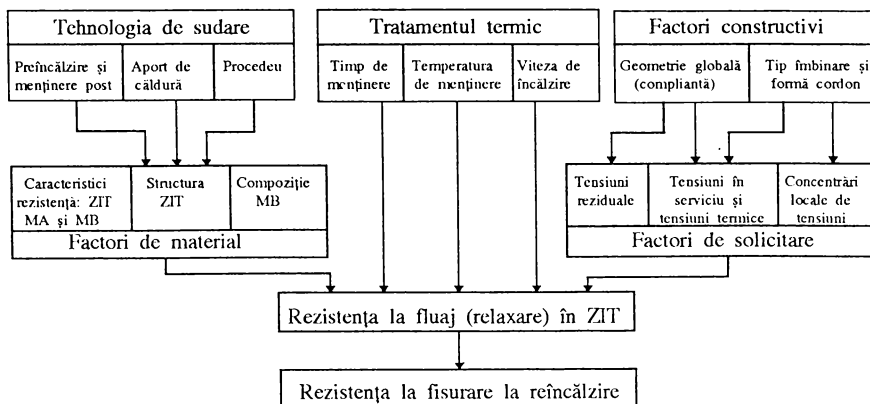 Tehnologia de sudare
Tratamentul termic
Factori constructivi
Preîncălzire și
menținere post
Aport de
căldură
Procedeu
Timp de
menținere
Temperatura
de menținere
Viteza de
încălzire
Geometrie globală
(compliantă)
Tip îmbinare și
formă cordon
Caracteristici
rezistență: ZIT
MA și MB
Structura
ZIT
Compoziție
MB
Factori de material
Tensiuni
reziduale
Tensiuni în
serviciu și
tensiuni termice
Concentrări
locale de
tensiuni
Factori de solicitare
Rezistența la fluaj (relaxare) în ZIT
Rezistența la fisurare la reîncălzire